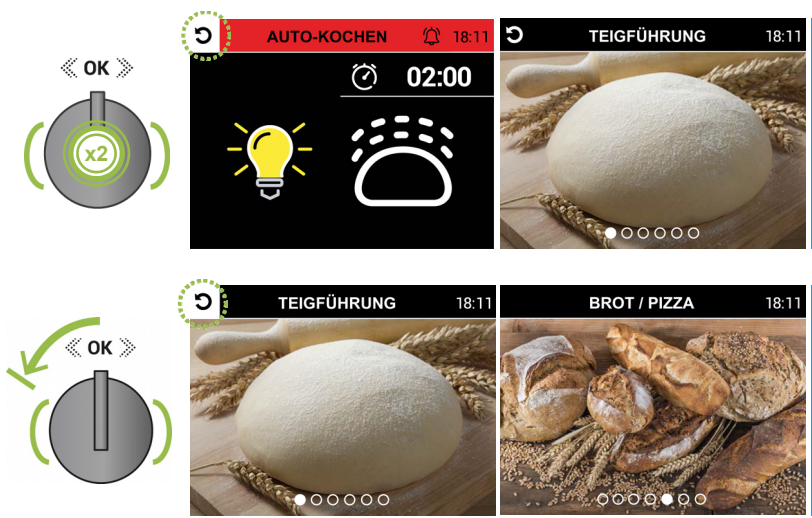 OK
x2
AUTO-KOCHEN 18:11
02:00
TEIGFÜHRUNG 18:11
OK
TEIGFÜHRUNG 18:11
BROT / PIZZA 18:11